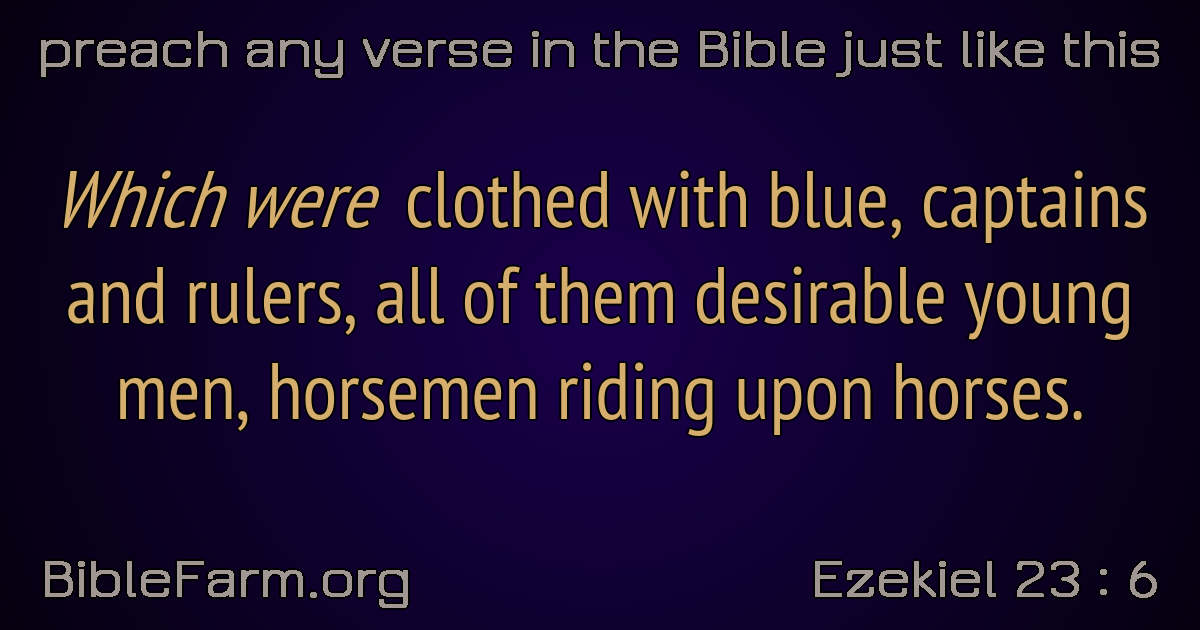 preach any verse in the Bible just like this
Which were clothed with blue, captains
and rulers, all of them desirable young
men, horsemen riding upon horses.
BibleFarm.org
Ezekiel 23 : 6